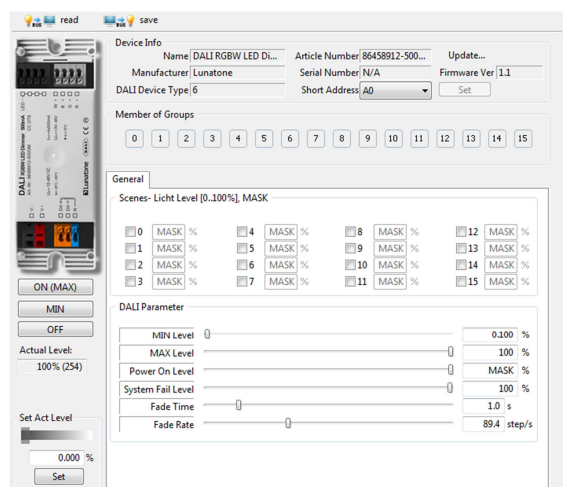 read save
Device Info
Name DALI RGBW LED Di... Article Number 86458912-500... Update...
Manufacturer Lunatone Serial Number N/A Firmware Ver 1.1
DALI Device Type 6 Short Address A0 Set
Member of Groups
0 1 2 3 4 5 6 7 8 9 10 11 12 13 14 15
General
Scenes- Licht Level [0..100%], MASK
0 MASK % 4 MASK % 8 MASK % 12 MASK %
1 MASK % 5 MASK % 9 MASK % 13 MASK %
2 MASK % 6 MASK % 10 MASK % 14 MASK %
3 MASK % 7 MASK % 11 MASK % 15 MASK %
DALI Parameter
MIN Level 0.100 %
MAX Level 100 %
Power On Level MASK %
System Fail Level 100 %
Fade Time 1.0 s
Fade Rate 89.4 step/s
DALI RGBW LED Dimmer
Lunatone
ON (MAX)
MIN
OFF
Actual Level:
100% (254)
Set Act Level
0.000 %
Set